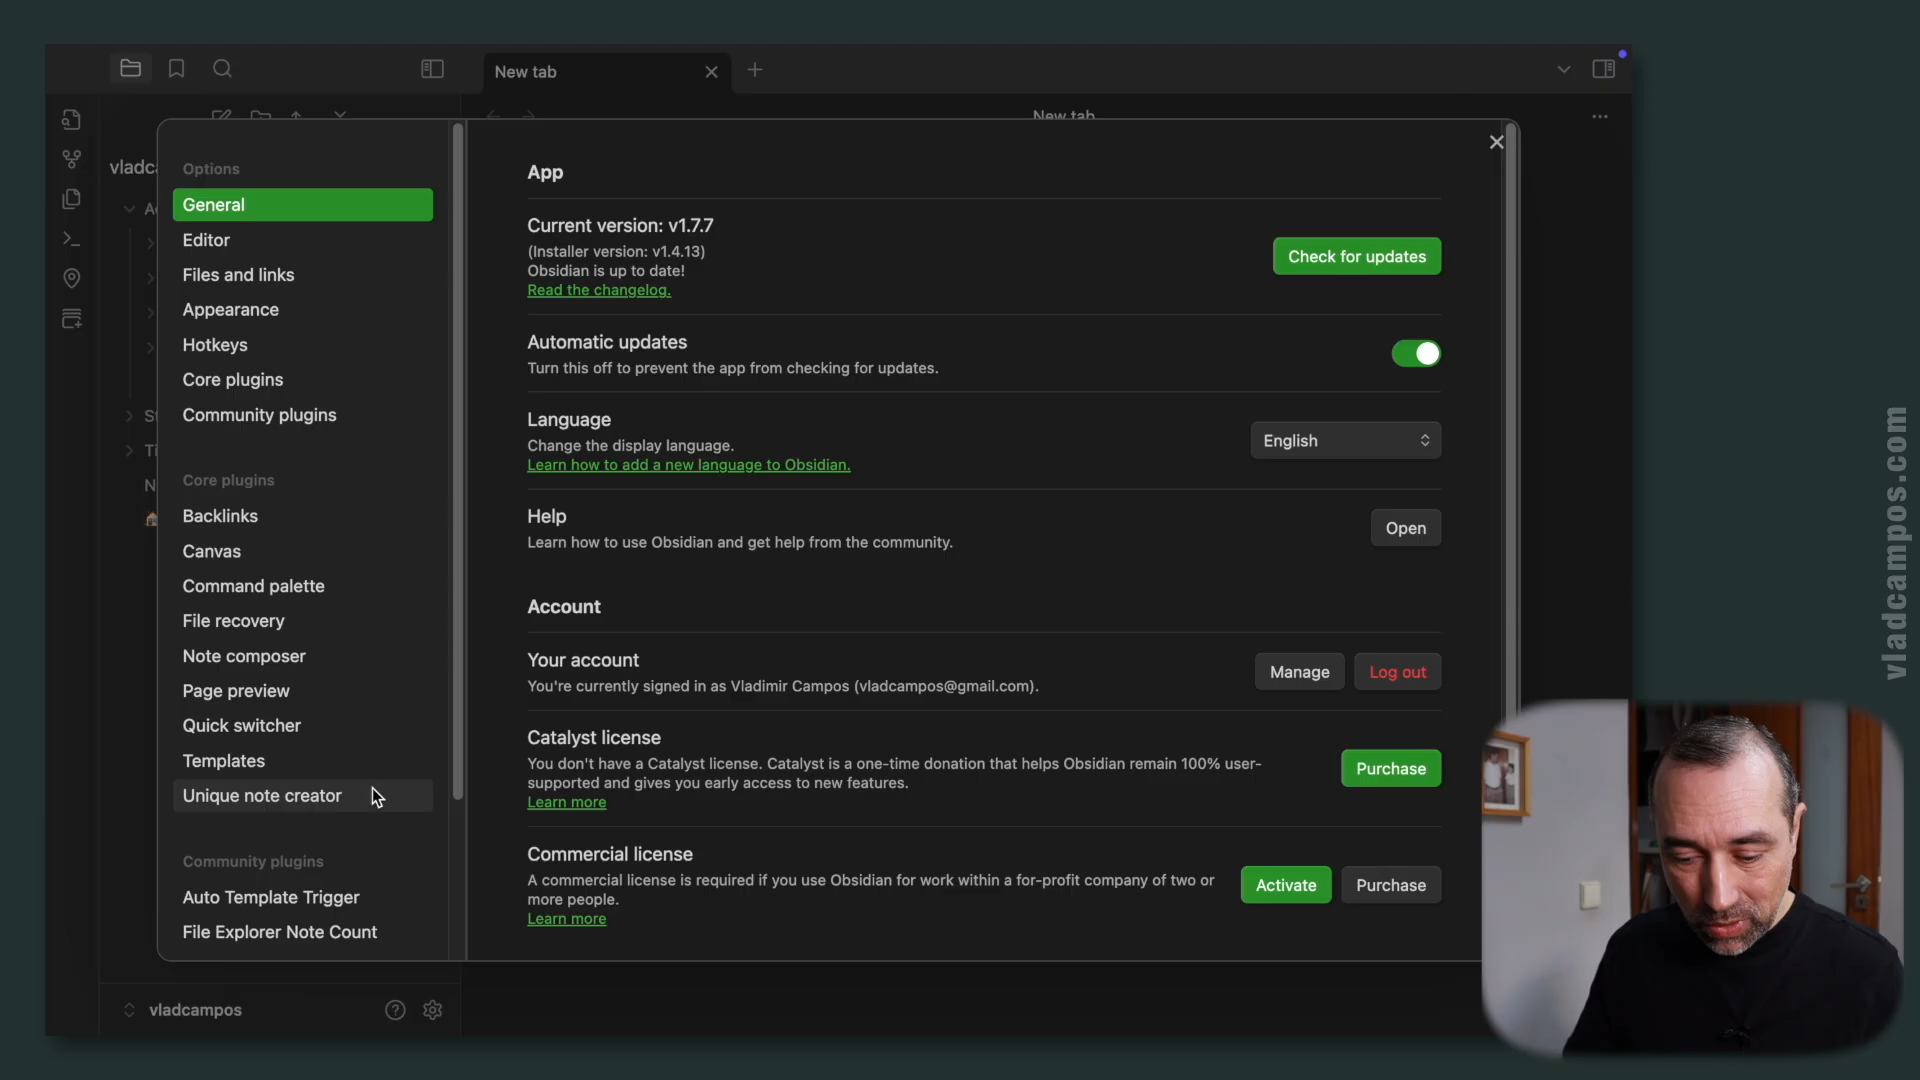 New tab
New tab
vladca
Ac
St
Ti
N
Options
General
Editor
Files and links
Appearance
Hotkeys
Core plugins
Community plugins
Core plugins
Backlinks
Canvas
Command palette
File recovery
Note composer
Page preview
Quick switcher
Templates
Unique note creator
Community plugins
Auto Template Trigger
File Explorer Note Count
App
Current version: v1.7.7
(Installer version: v1.4.13)
Obsidian is up to date!
Read the changelog.
Check for updates
Automatic updates
Turn this off to prevent the app from checking for updates.
Language
Change the display language.
Learn how to add a new language to Obsidian.
English
Help
Learn how to use Obsidian and get help from the community.
Open
Account
Your account
You're currently signed in as Vladimir Campos (vladcampos@gmail.com).
Manage
Log out
Catalyst license
You don't have a Catalyst license. Catalyst is a one-time donation that helps Obsidian remain 100% user-
supported and gives you early access to new features.
Learn more
Purchase
Commercial license
A commercial license is required if you use Obsidian for work within a for-profit company of two or
more people.
Learn more
Activate
Purchase
vladcampos
vladcampos.com